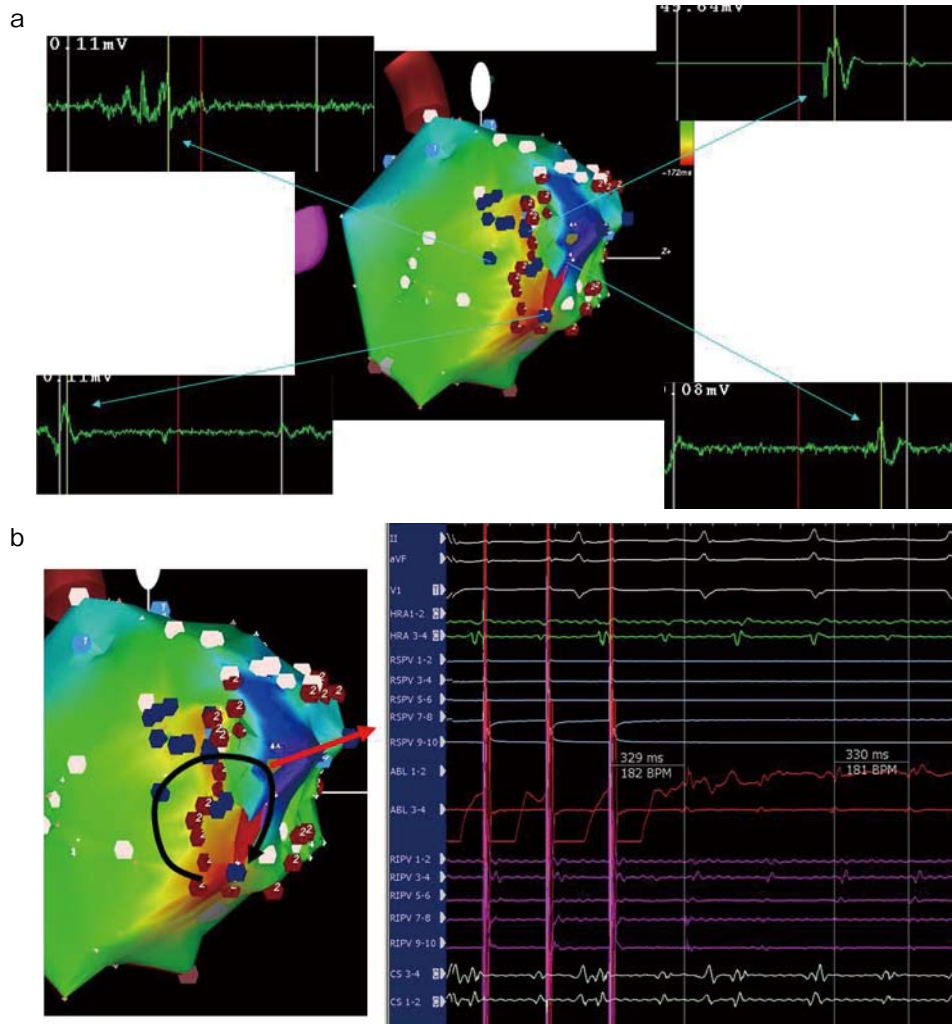 a
0.11mV
-172ms
Z+
0.11mV
0.08mV
b
II
aVF
V1
HRA1-2
HRA 3-4
RSPV 1-2
RSPV 3-4
RSPV 5-6
RSPV 7-8
RSPV 9-10
ABL 1-2
ABL 3-4
RIPV 1-2
RIPV 3-4
RIPV 5-6
RIPV 7-8
RIPV 9-10
CS 3-4
CS 1-2
329 ms
182 BPM
330 ms
181 BPM